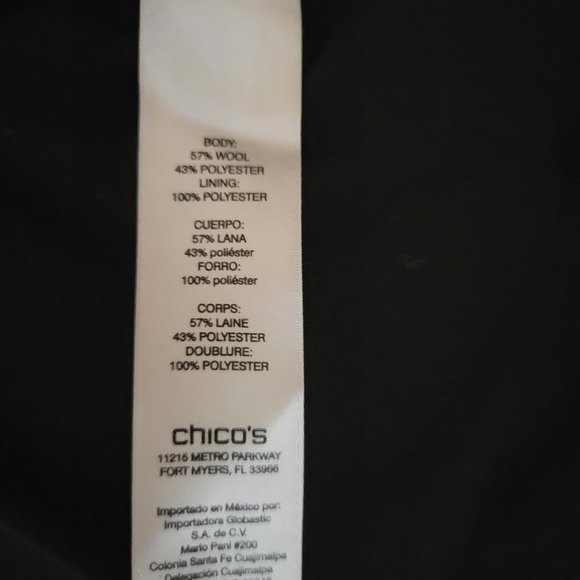 BODY:
57% WOOL
43% POLYESTER
LINING:
100% POLYESTER
CUERPO:
57% LANA
43% poliéster
FORRO:
100% poliéster
CORPS:
57% LAINE
43% POLYESTER
DOUBLURE:
100% POLYESTER
chico's
11215 METRO PARKWAY
FORT MYERS, FL 33966
Importado en México por:
Importadora Globastic
S.A. de C.V.
Mario Pani #200
Colonia Santa Fe Cuajimalpa
Delegación Cuajimalpa